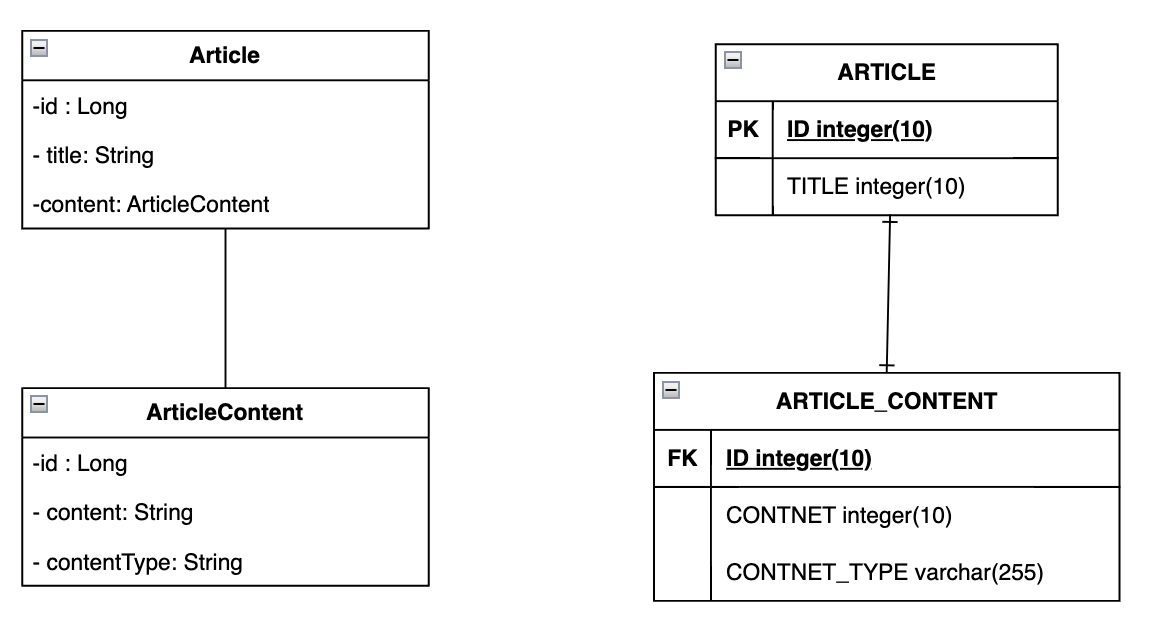 Article
-id : Long
- title: String
-content: ArticleContent
ArticleContent
-id : Long
- content: String
- contentType: String
ARTICLE
PK ID integer(10)
TITLE integer(10)
ARTICLE_CONTENT
FK ID integer(10)
CONTNET integer(10)
CONTNET_TYPE varchar(255)